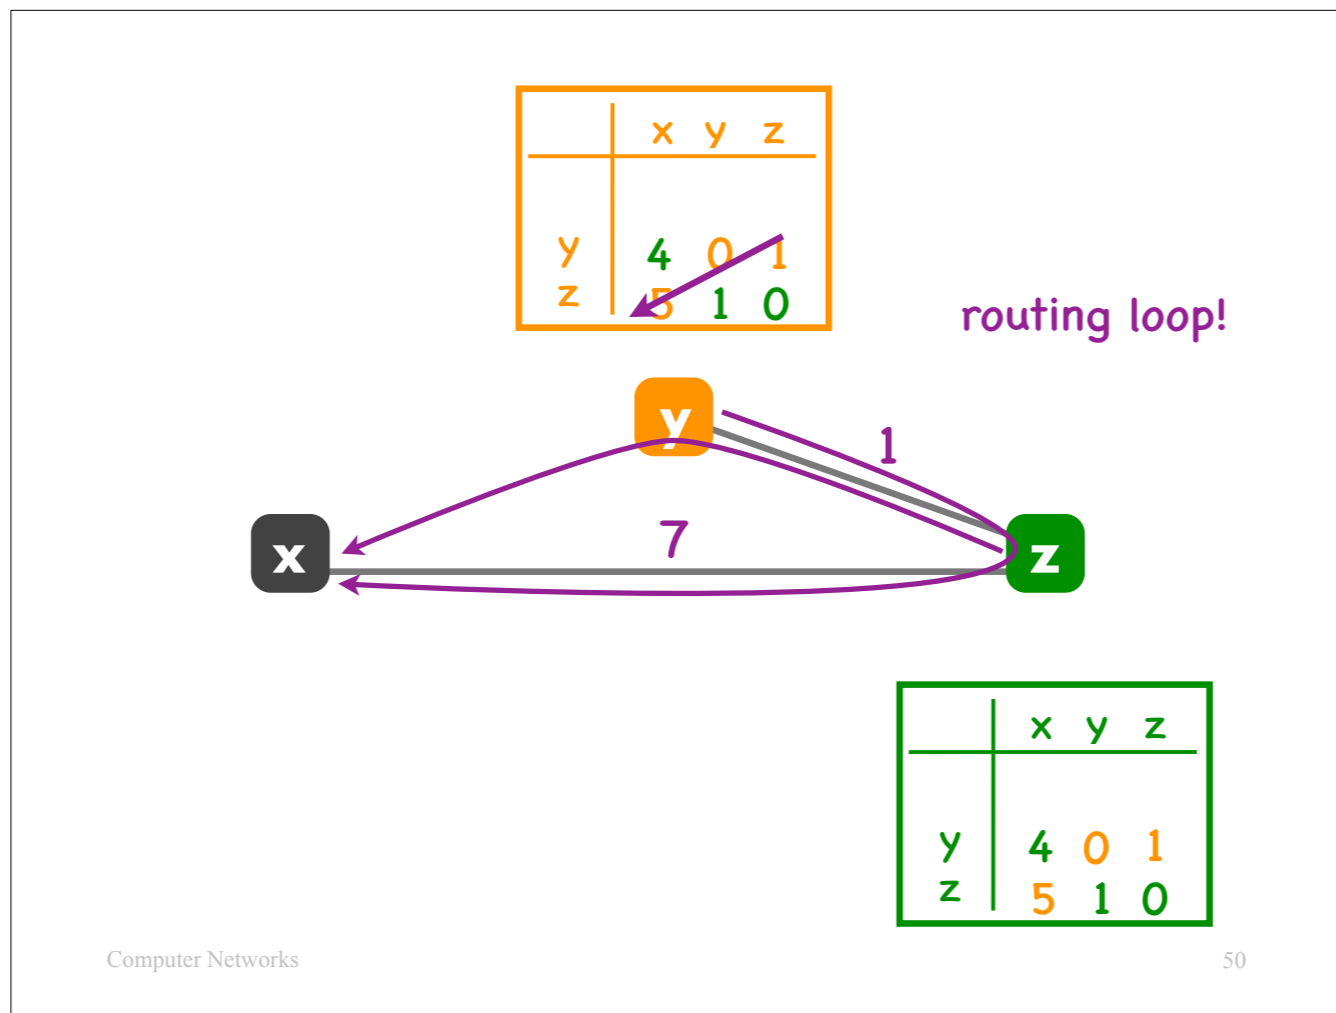 x y z
y 4 0 1
z 5 1 0
routing loop!
y
1
7
x
z
x y z
y 4 0 1
z 5 1 0
Computer Networks
50